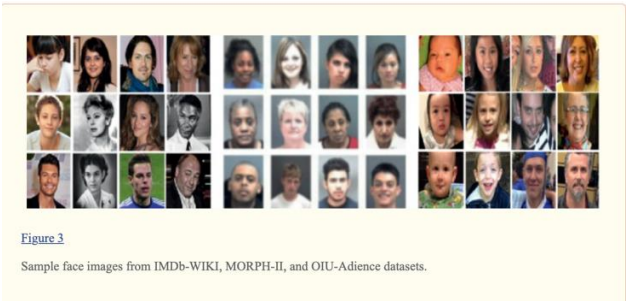 Figure 3
Sample face images from IMDb-WIKI, MORPH-II, and OIU-Adience datasets.